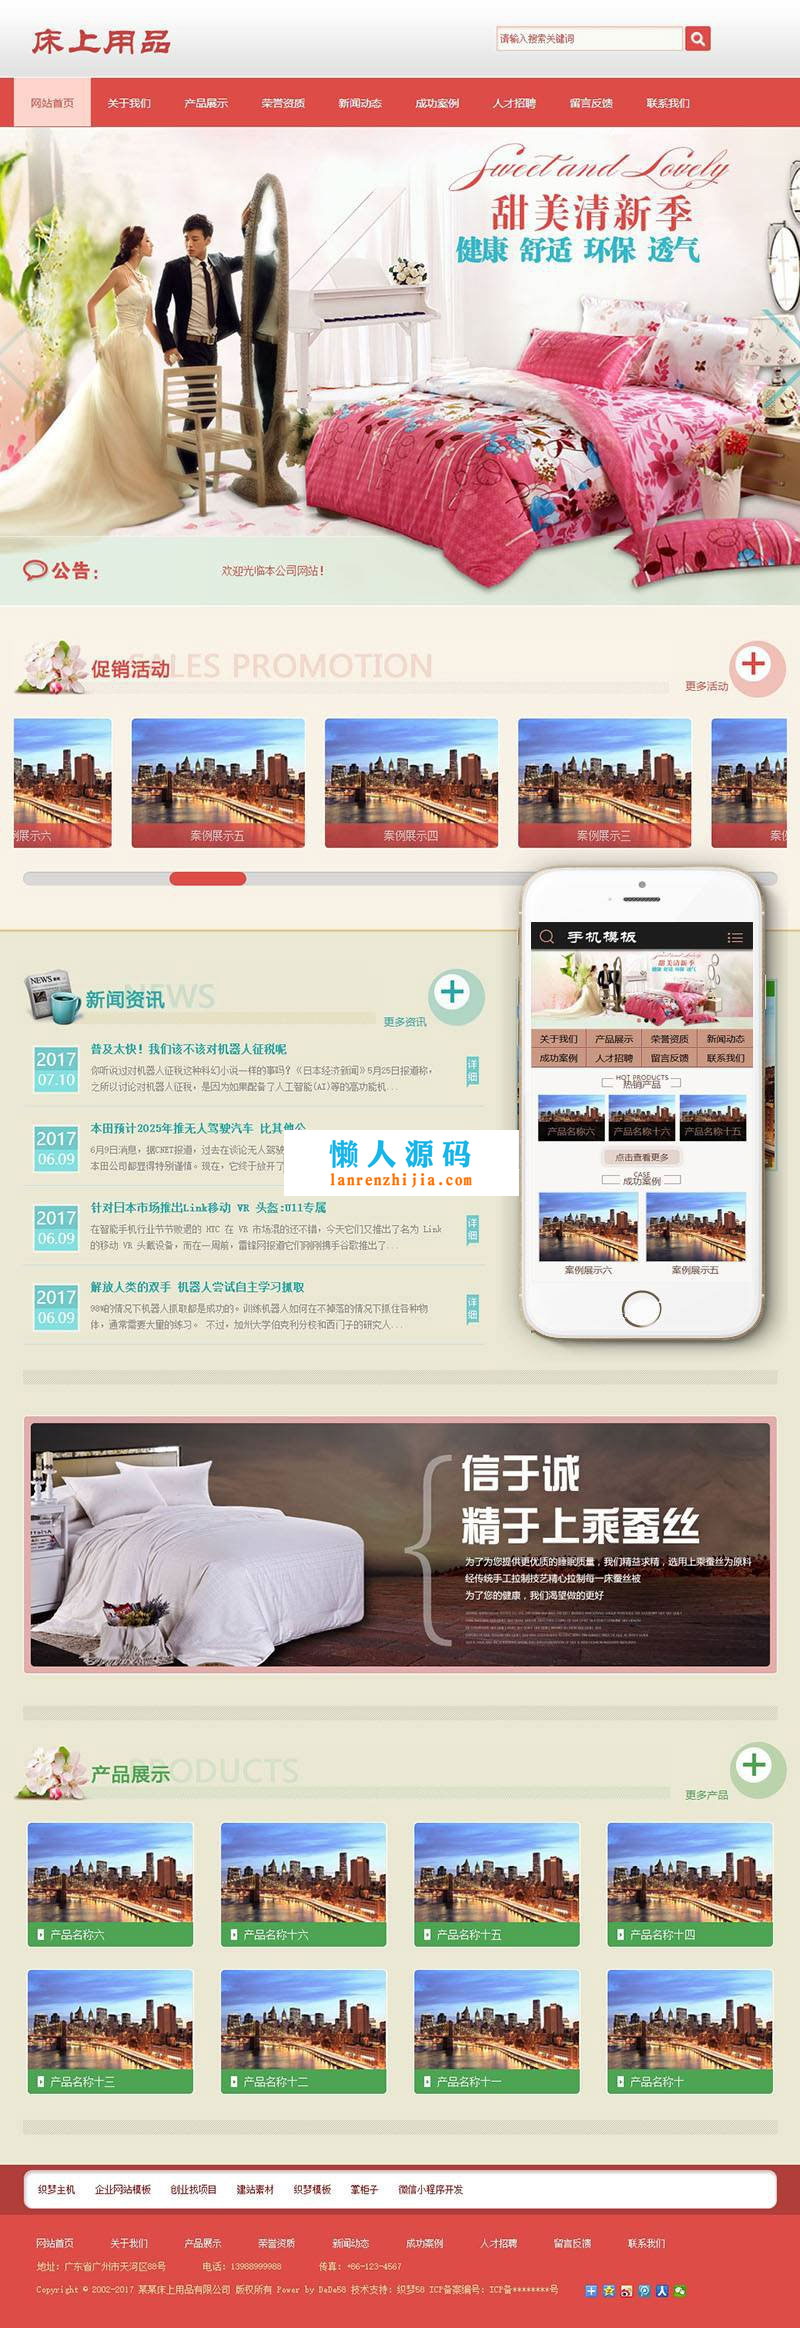 床上用品
请输入搜索关键词
网站首页 关于我们 产品展示 荣誉资质 新闻动态 成功案例 人才招聘 留言反馈 联系我们
Sweet and Lovely
甜美清新季
健康 舒适 环保 透气
公告：
欢迎光临本公司网站！
促销活动 SALES PROMOTION
更多活动
案例展示五 案例展示四 案例展示三
手机模板
甜美清新季
新闻资讯 NEWS
更多资讯
关于我们 产品展示 荣誉资质 新闻动态
成功案例 人才招聘 留言反馈 联系我们
HOT PRODUCTS
热销产品
产品名称六 产品名称十六 产品名称十五
点击查看更多
CASE
成功案例
案例展示六 案例展示五
2017
07.10
普及太快！我们该不该对机器人征税呢
你听说过对机器人征税这种科幻小说一样的事吗？《日本经济新闻》5月25日报道称，
之所以讨论对机器人征税，是因为如果配备了人工智能(AI)等的高功能机...
详细
2017
06.09
本田预计2025年推无人驾驶汽车 比其他公
6月9日消息，据CNET报道，过去在谈论无人驾驶
本田公司都显得特别谨慎。现在，它终于放开了
懒人源码
lanrenzhijia.com
2017
06.09
针对日本市场推出Link移动 VR 头盔:U11专属
在智能手机行业节节败退的 HTC 在 VR 市场混的还不错，今天它们又推出了名为 Link
的移动 VR 头戴设备，而在一周前，雷锋网报道它们刚刚携手谷歌推出了...
详细
2017
06.09
解放人类的双手 机器人尝试自主学习抓取
98%的情况下机器人抓取都是成功的。训练机器人如何在不掉落的情况下抓住各种物
体，通常需要大量的练习。 不过，加州大学伯克利分校和西门子的研究人...
详细
信于诚
精于上乘蚕丝
为了为您提供更优质的睡眠质量，我们精益求精，选用上乘蚕丝为原料
经传统手工拉制技艺精心拉制每一床蚕丝被
为了您的健康，我们渴望做的更好
产品展示 PRODUCTS
更多产品
产品名称六 产品名称十六 产品名称十五 产品名称十四
产品名称十三 产品名称十二 产品名称十一 产品名称十
织梦主机 企业网站模板 创业找项目 建站素材 织梦模板 掌柜子 微信小程序开发
网站首页 关于我们 产品展示 荣誉资质 新闻动态 成功案例 人才招聘 留言反馈 联系我们
地址：广东省广州市天河区88号 电话：13988999988 传真：+86-123-4567
Copyright © 2002-2017 某某床上用品有限公司 版权所有 Power by DeDe58 技术支持：织梦58 ICP备案编号：ICP备********号